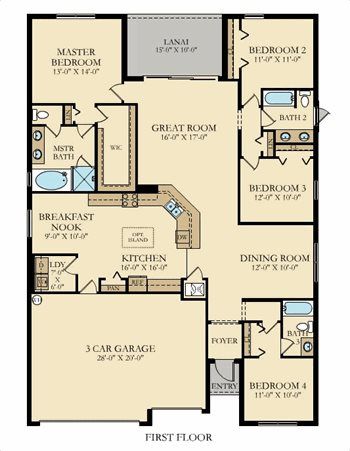 MASTER
BEDROOM
13'-0" X 14'-0"
LANAI
15'-0" X 10'-0"
BEDROOM 2
11'-0" X 11'-0"
BATH 2
GREAT ROOM
16'-0" X 17'-0"
WIC
MSTR
BATH
BEDROOM 3
12'-0" X 10'-0"
BREAKFAST
NOOK
9'-0" X 10'-0"
OPT.
ISLAND
DW
KITCHEN
16'-0" X 10'-0"
DINING ROOM
12'-0" X 10'-0"
D
LDY
7'-0"
X
6'-0"
W
PAN
REF
3 CAR GARAGE
28'-0" X 20'-0"
FOYER
BATH
3
ENTRY
BEDROOM 4
11'-0" X 10'-0"
FIRST FLOOR